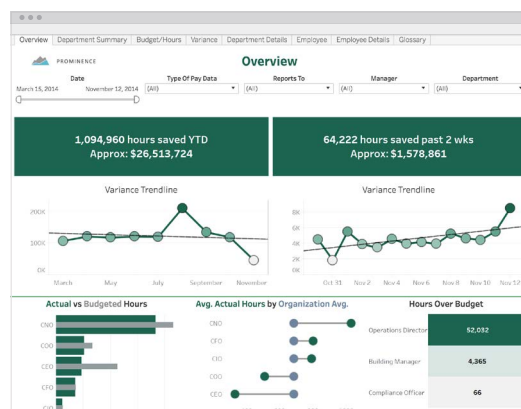 Overview Department Summary Budget/Hours Variance Department Details Employee Employee Details Glossary
PROMINENCE
Overview
Date Type Of Pay Data Reports To Manager Department
March 15, 2014 November 12, 2014 (All) (All) (All) (All)
1,094,960 hours saved YTD
Approx: $26,513,724
64,222 hours saved past 2 wks
Approx: $1,578,861
Variance Trendline
200K
100K
0K
March May July September November
Variance Trendline
8K
6K
4K
2K
0K
Oct 31 Nov 2 Nov 4 Nov 6 Nov 8 Nov 10 Nov 12
Actual vs Budgeted Hours
CNO
COO
CEO
CFO
CIO
Avg. Actual Hours by Organization Avg.
CNO
CFO
CIO
COO
CEO
Hours Over Budget
Operations Director 52,032
Building Manager 4,365
Compliance Officer 66